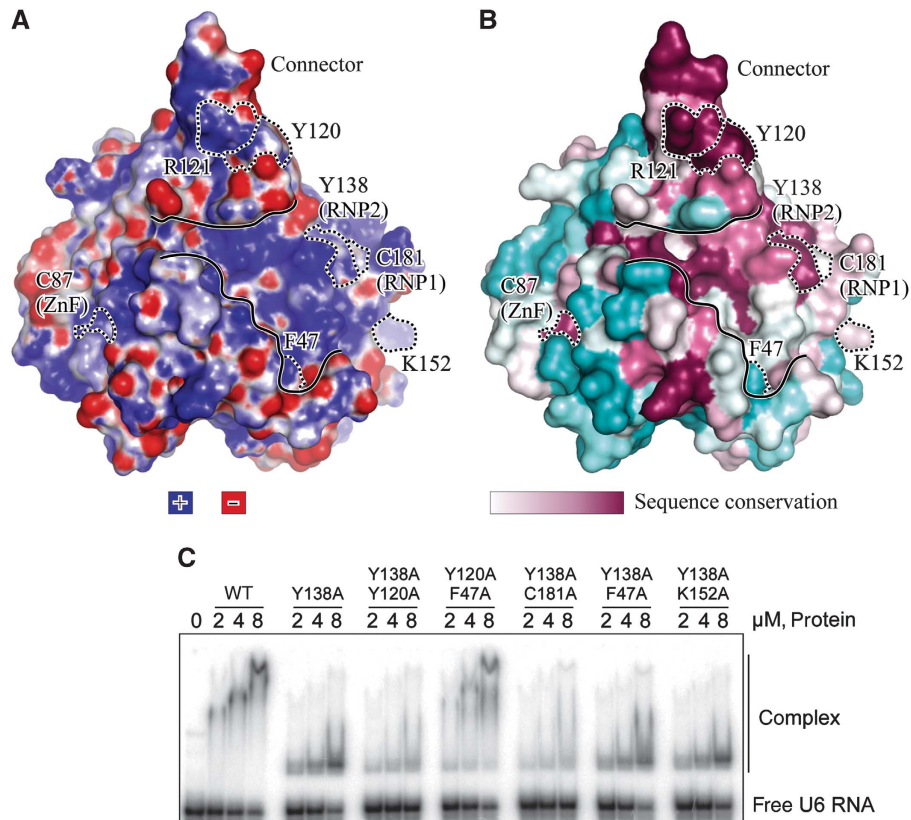 A
Connector
Y120
R121
Y138
(RNP2)
C181
(RNP1)
C87
(ZnF)
F47
K152
+ −
B
Connector
Y120
R121
Y138
(RNP2)
C181
(RNP1)
C87
(ZnF)
F47
K152
Sequence conservation
C
Y138A Y120A Y138A Y138A Y138A
WT Y138A Y120A F47A C181A F47A K152A
0 2 4 8 2 4 8 2 4 8 2 4 8 2 4 8 2 4 8 2 4 8 µM, Protein
Complex
Free U6 RNA